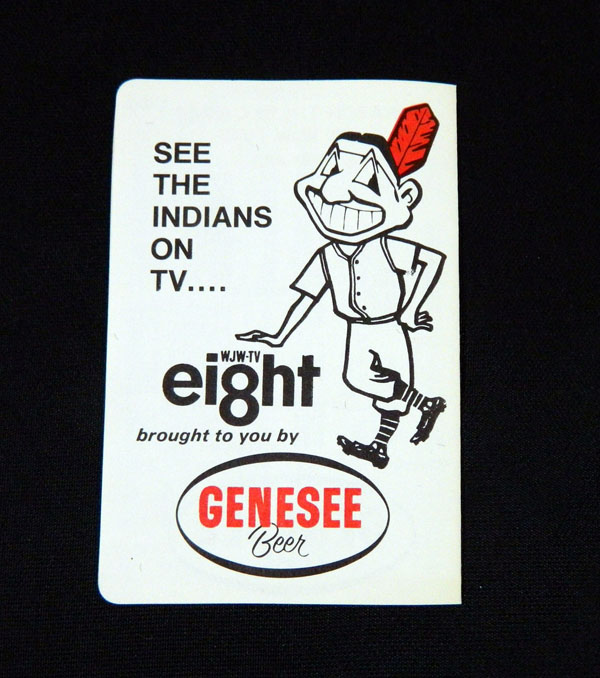 SEE
THE
INDIANS
ON
TV....
WJW-TV
eight
brought to you by
GENESEE
Beer